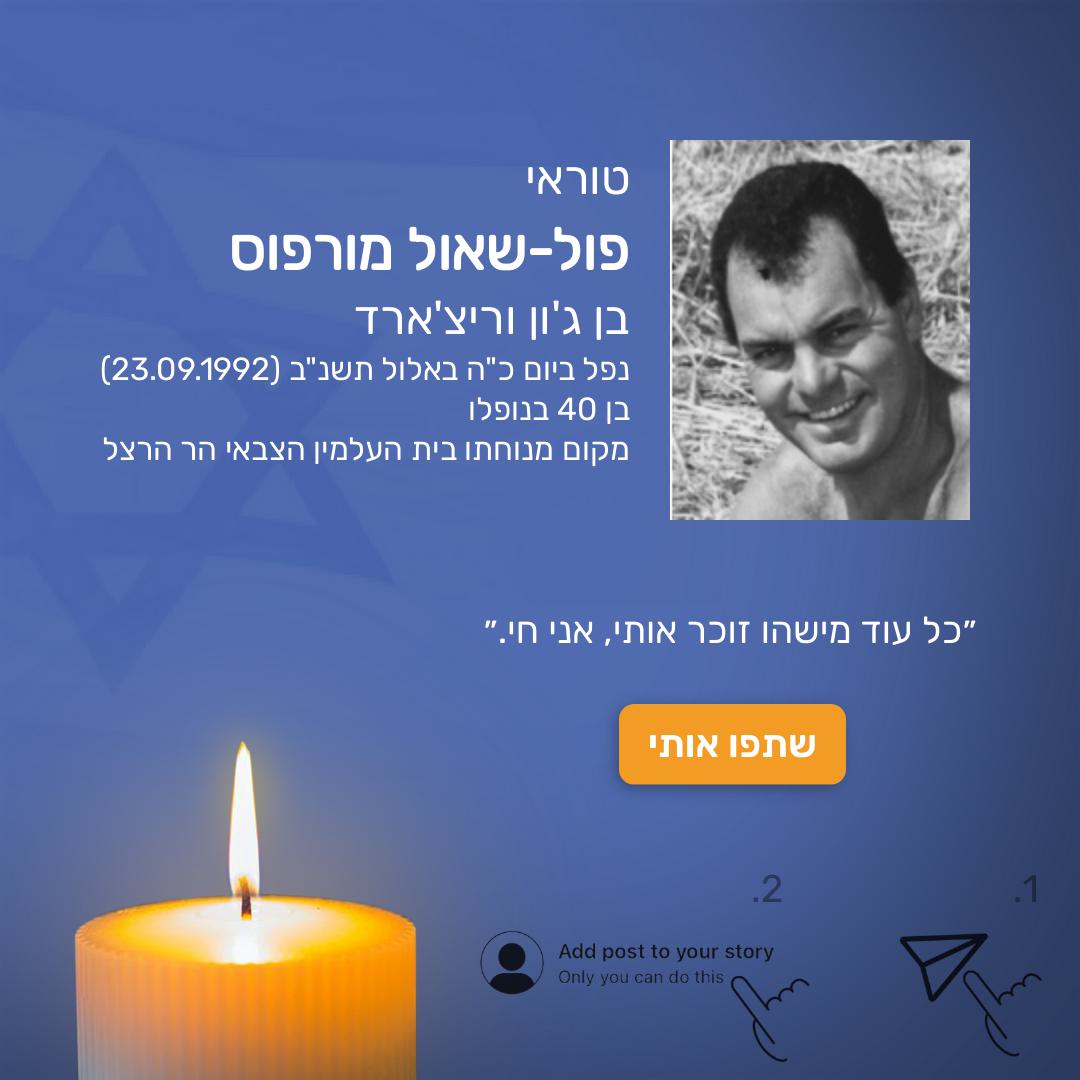 טוראי
פול-שאול מורפוס
בן ג'ון וריצ'ארד
נפל ביום כ"ה באלול תשנ"ב (23.09.1992)
בן 40 בנופלו
מקום מנוחתו בית העלמין הצבאי הר הרצל
״כל עוד מישהו זוכר אותי, אני חי.״
שתפו אותי
.1
.2
Add post to your story
Only you can do this